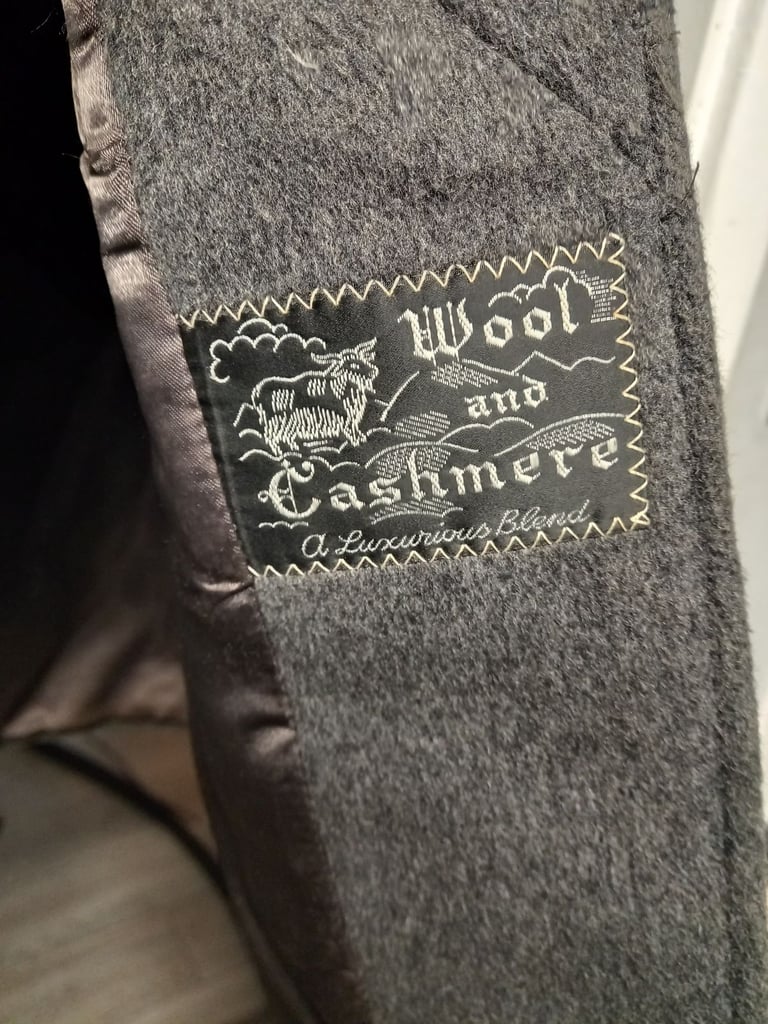 Wool
and
Cashmere
A Luxurious Blend